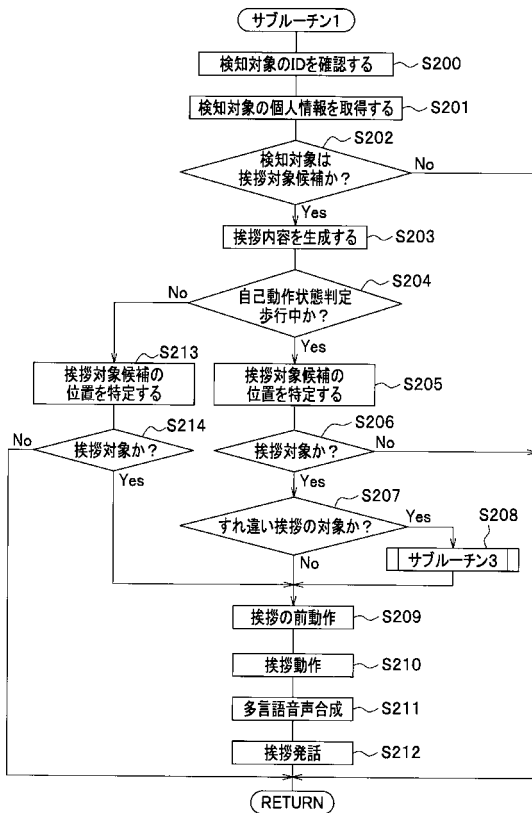 サブルーチン1
検知対象のIDを確認する
S200
検知対象の個人情報を取得する
S201
S202
検知対象は
挨拶対象候補か？
No
Yes
挨拶内容を生成する
S203
S204
No
自己動作状態判定
歩行中か？
Yes
S213
挨拶対象候補の
位置を特定する
挨拶対象候補の
位置を特定する
S205
S214
No
挨拶対象か？
Yes
S206
挨拶対象か？
No
Yes
S207
すれ違い挨拶の対象か？
Yes
S208
サブルーチン3
No
挨拶の前動作
S209
挨拶動作
S210
多言語音声合成
S211
挨拶発話
S212
RETURN